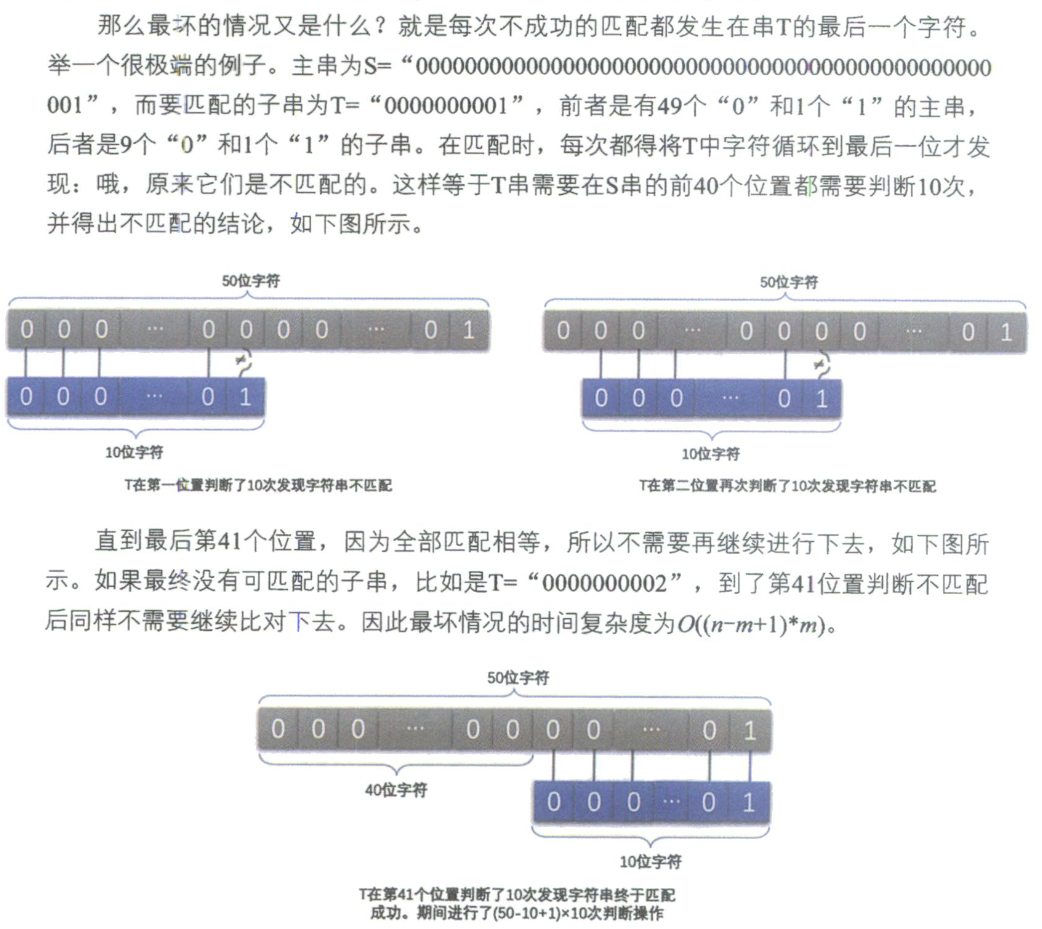 那么最坏的情况又是什么？就是每次不成功的匹配都发生在串T的最后一个字符。
举一个很极端的例子。主串为S=“00000000000000000000000000000000000000000000000
001”，而要匹配的子串为T=“0000000001”，前者是有49个“0”和1个“1”的主串，
后者是9个“0”和1个“1”的子串。在匹配时，每次都得将T中字符循环到最后一位才发
现：哦，原来它们是不匹配的。这样等于T串需要在S串的前40个位置都需要判断10次，
并得出不匹配的结论，如下图所示。
50位字符
0 0 0 … 0 0 0 0 … 0 1
≠
0 0 0 … 0 1
10位字符
T在第一位置判断了10次发现字符串不匹配
50位字符
0 0 0 … 0 0 0 0 … 0 1
≠
0 0 0 … 0 1
10位字符
T在第二位置再次判断了10次发现字符串不匹配
直到最后第41个位置，因为全部匹配相等，所以不需要再继续进行下去，如下图所
示。如果最终没有可匹配的子串，比如是T=“0000000002”，到了第41位置判断不匹配
后同样不需要继续比对下去。因此最坏情况的时间复杂度为O((n-m+1)*m)。
50位字符
0 0 0 … 0 0 0 0 … 0 1
40位字符
0 0 0 … 0 1
10位字符
T在第41个位置判断了10次发现字符串终于匹配
成功。期间进行了(50-10+1)×10次判断操作